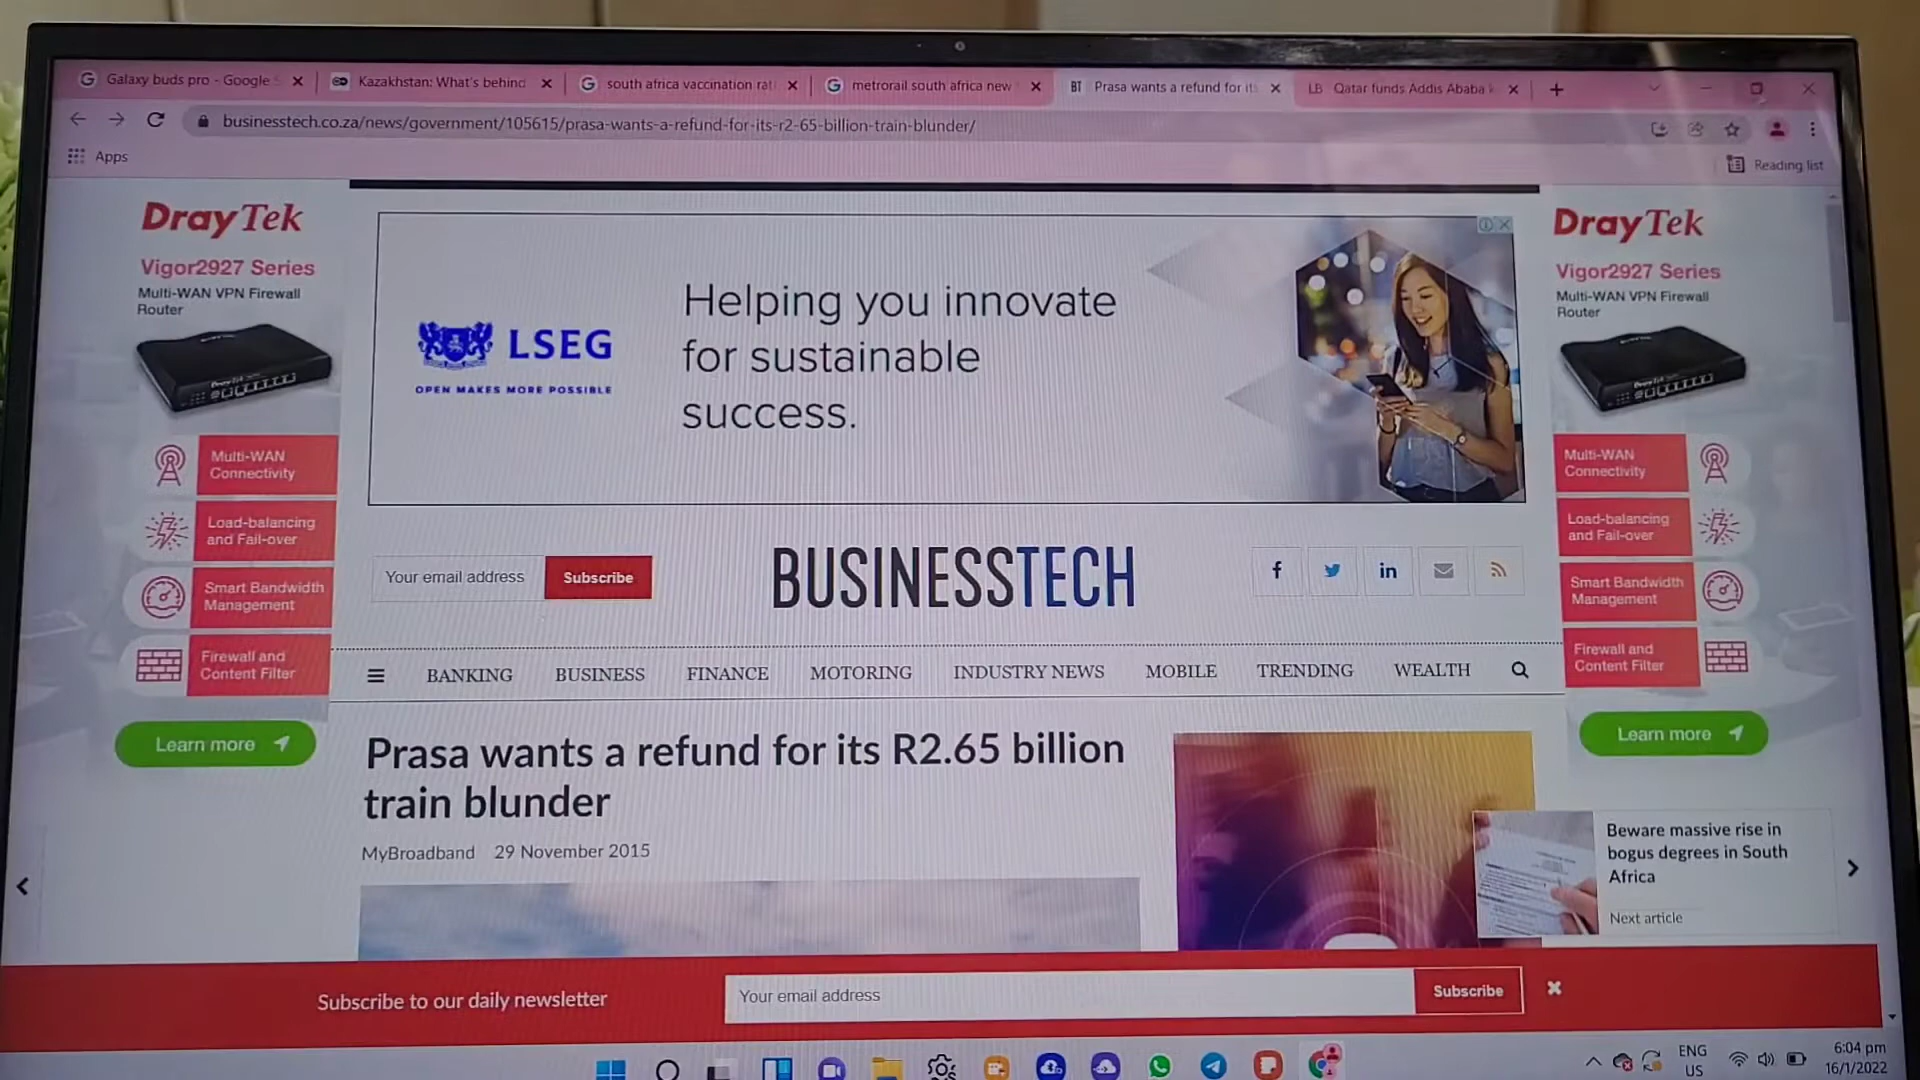 Galaxy buds pro - Google S
Kazakhstan: What's behind
south africa vaccination rati
metrorail south africa new
BT Prasa wants a refund for its
LB Qatar funds Addis Ababa k
businesstech.co.za/news/government/105615/prasa-wants-a-refund-for-its-r2-65-billion-train-blunder/
Apps
Reading list
DrayTek
Vigor2927 Series
Multi-WAN VPN Firewall
Router
Multi-WAN
Connectivity
Load-balancing
and Fail-over
Smart Bandwidth
Management
Firewall and
Content Filter
Learn more
LSEG
OPEN MAKES MORE POSSIBLE
Helping you innovate
for sustainable
success.
DrayTek
Vigor2927 Series
Multi-WAN VPN Firewall
Router
Multi-WAN
Connectivity
Load-balancing
and Fail-over
Smart Bandwidth
Management
Firewall and
Content Filter
Learn more
Your email address
Subscribe
BUSINESSTECH
BANKING BUSINESS FINANCE MOTORING INDUSTRY NEWS MOBILE TRENDING WEALTH
Prasa wants a refund for its R2.65 billion
train blunder
MyBroadband 29 November 2015
Beware massive rise in
bogus degrees in South
Africa
Next article
Subscribe to our daily newsletter
Your email address
Subscribe
ENG
US
6:04 pm
16/1/2022